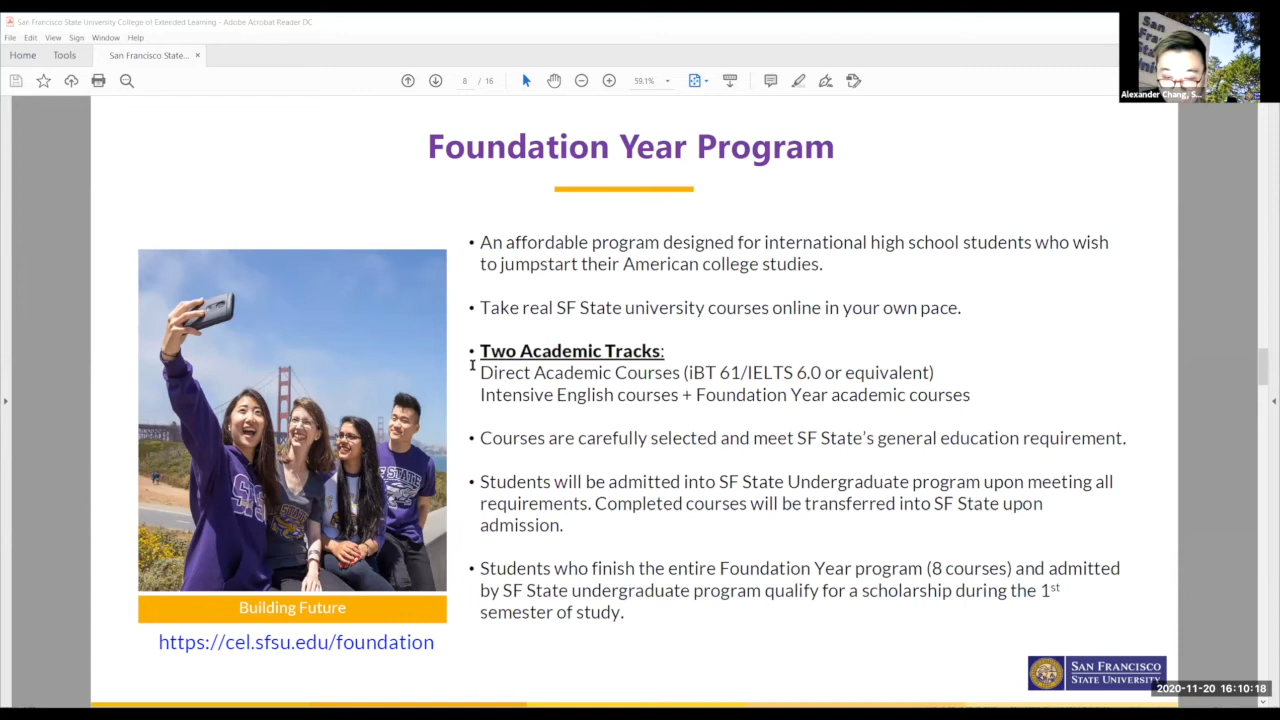 San Francisco State University College of Extended Learning - Adobe Acrobat Reader DC
File Edit View Sign Window Help
Home Tools San Francisco State... ×
8 / 16 59.1%
Alexander Chang, S...
Foundation Year Program
• An affordable program designed for international high school students who wish
to jumpstart their American college studies.
• Take real SF State university courses online in your own pace.
• Two Academic Tracks:
Direct Academic Courses (iBT 61/IELTS 6.0 or equivalent)
Intensive English courses + Foundation Year academic courses
• Courses are carefully selected and meet SF State's general education requirement.
• Students will be admitted into SF State Undergraduate program upon meeting all
requirements. Completed courses will be transferred into SF State upon
admission.
• Students who finish the entire Foundation Year program (8 courses) and admitted
by SF State undergraduate program qualify for a scholarship during the 1st
semester of study.
Building Future
https://cel.sfsu.edu/foundation
SAN FRANCISCO
STATE UNIVERSITY
2020-11-20 16:10:18